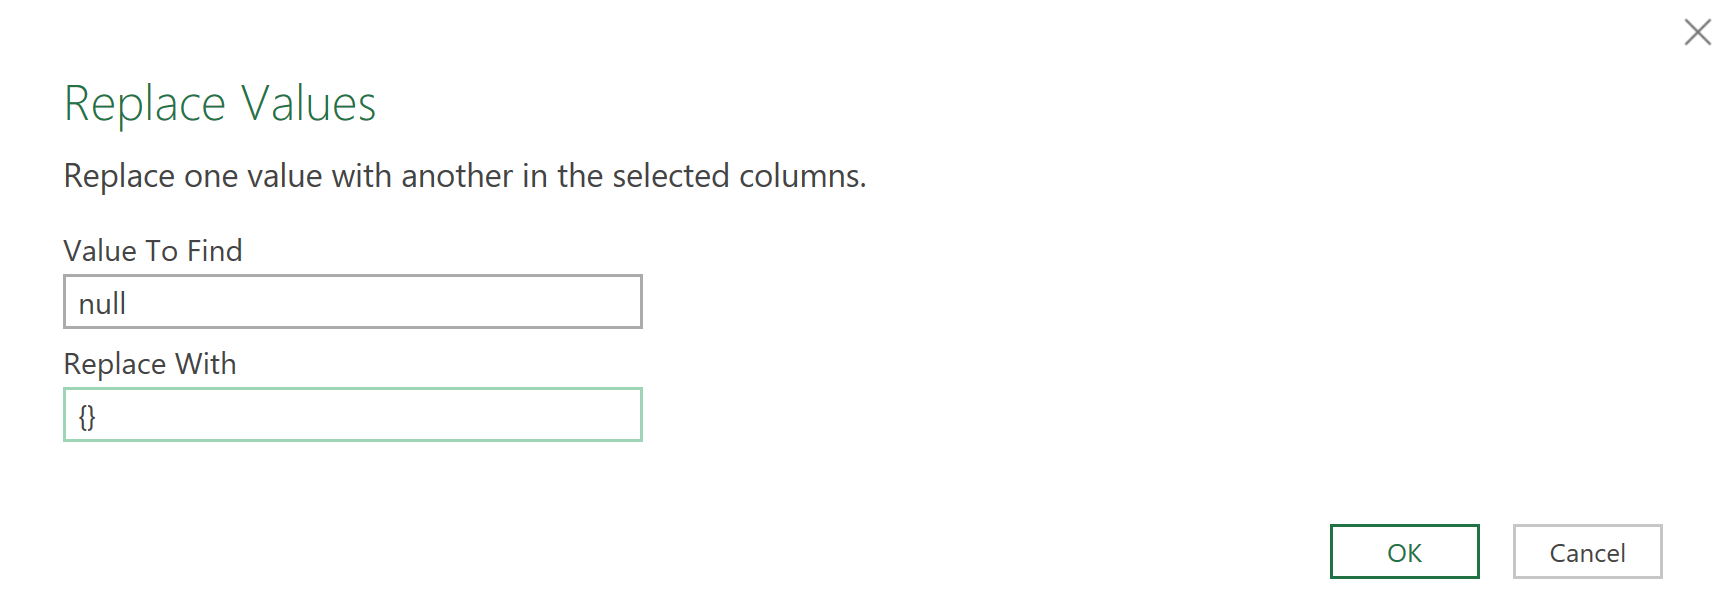 Replace Values
Replace one value with another in the selected columns.
Value To Find
null
Replace With
{}
OK
Cancel